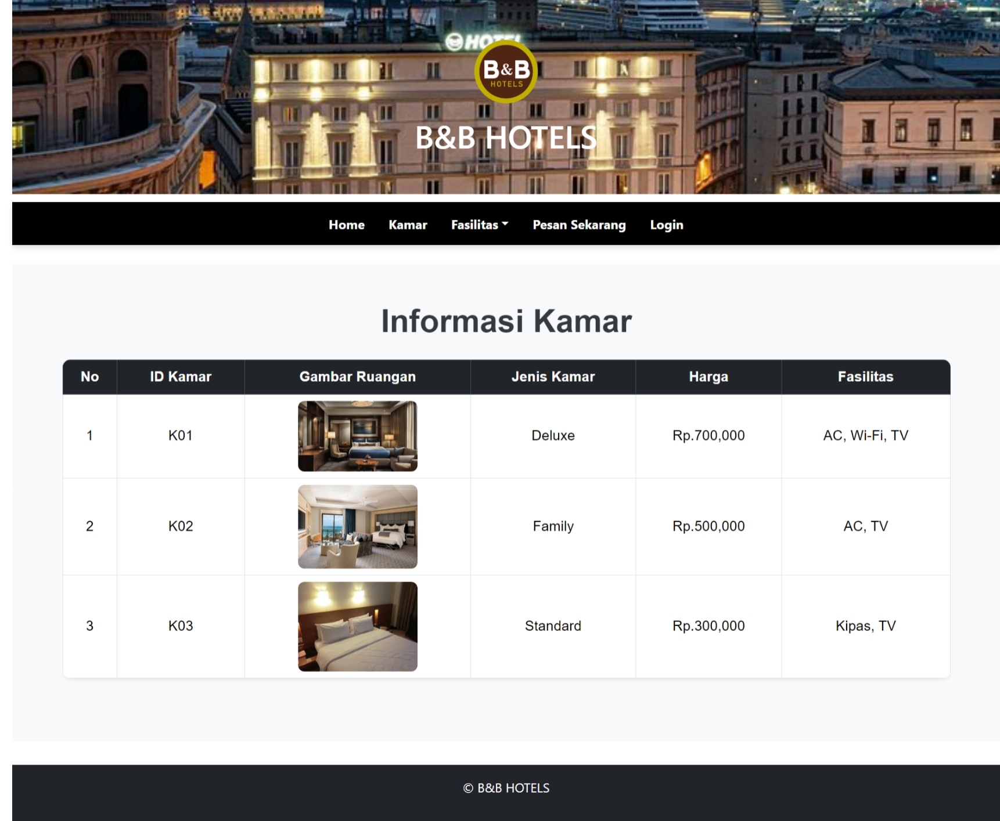 HOTEL
B&B
HOTELS
B&B HOTELS
Home Kamar Fasilitas Pesan Sekarang Login
Informasi Kamar
No ID Kamar Gambar Ruangan Jenis Kamar Harga Fasilitas
1 K01 Deluxe Rp.700,000 AC, Wi-Fi, TV
2 K02 Family Rp.500,000 AC, TV
3 K03 Standard Rp.300,000 Kipas, TV
© B&B HOTELS